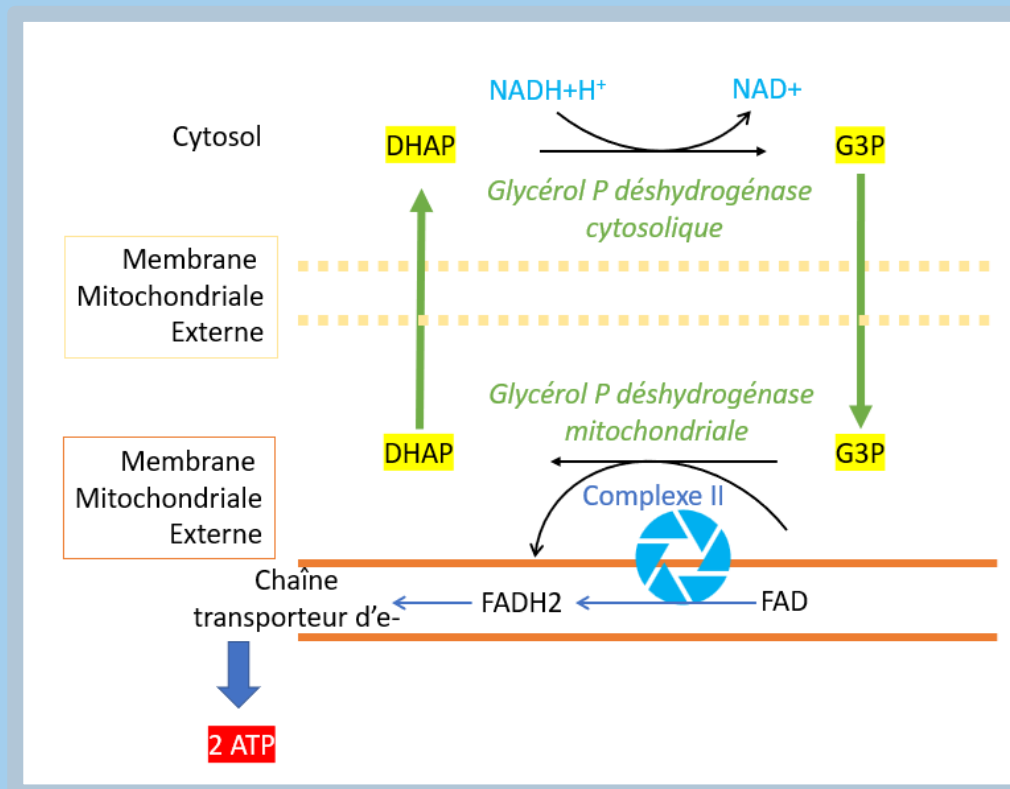 NADH+H⁺
NAD+
Cytosol
DHAP
G3P
Glycérol P déshydrogénase
cytosolique
Membrane
Mitochondriale
Externe
Glycérol P déshydrogénase
mitochondriale
DHAP
G3P
Membrane
Mitochondriale
Externe
Complexe II
Chaîne
transporteur d'e-
FADH2
FAD
2 ATP